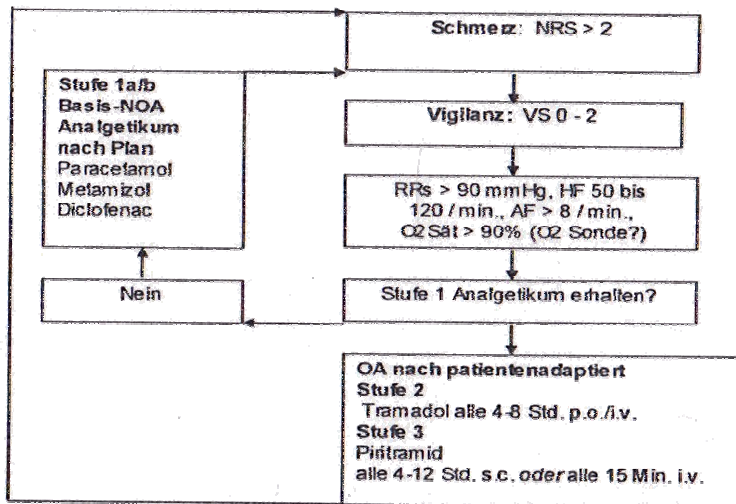 Schmerz: NRS > 2
Stufe 1a/b
Basis-NOA
Analgetikum
nach Plan
Paracetamol
Metamizol
Diclofenac
Vigilanz: VS 0 - 2
RRs > 90 mmHg, HF 50 bis
120 / min., AF > 8 / min.,
O2 Sät > 90% (O2 Sonde?)
Nein
Stufe 1 Analgetikum erhalten?
OA nach patientenadaptiert
Stufe 2
Tramadol alle 4-8 Std. p.o./i.v.
Stufe 3
Piritramid
alle 4-12 Std. s.c. oder alle 15 Min. i.v.